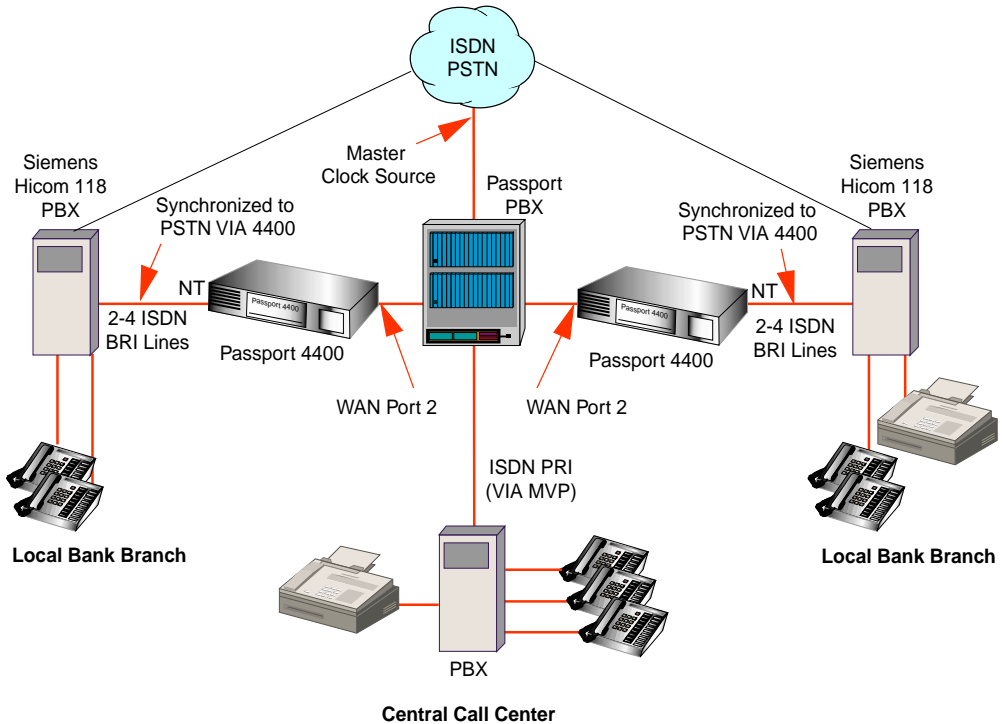 ISDN
PSTN
Master
Clock Source
Siemens
Hicom 118
PBX
Passport
PBX
Siemens
Hicom 118
PBX
Synchronized to
PSTN VIA 4400
Synchronized to
PSTN VIA 4400
NT
Passport 4400
Passport 4400
NT
2-4 ISDN
BRI Lines
Passport 4400
Passport 4400
2-4 ISDN
BRI Lines
WAN Port 2
WAN Port 2
ISDN PRI
(VIA MVP)
Local Bank Branch
Local Bank Branch
PBX
Central Call Center